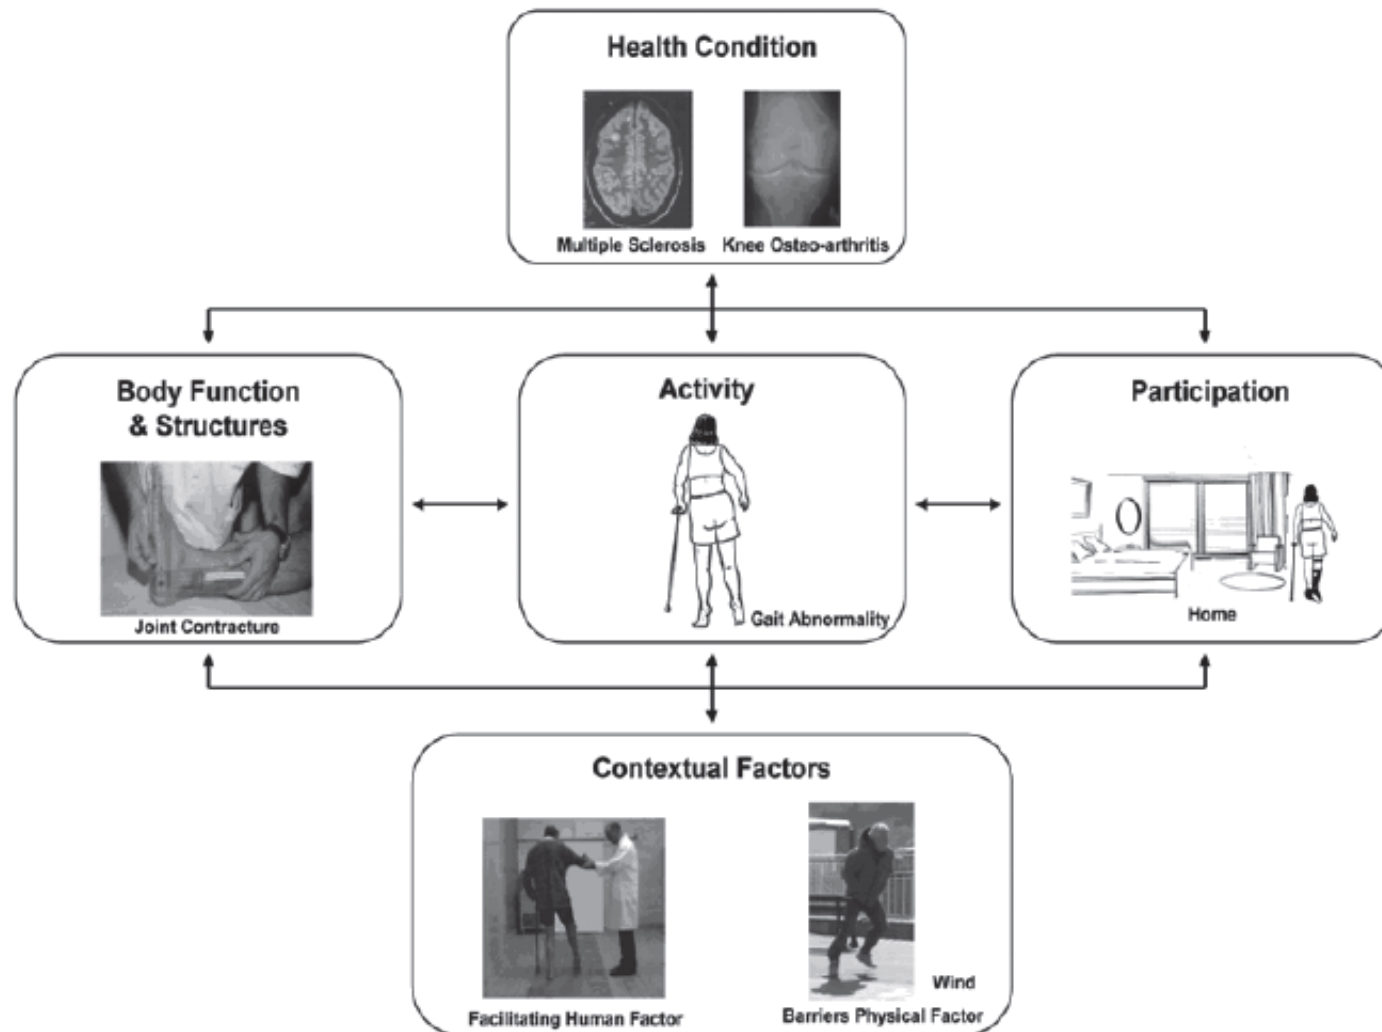 Health Condition
Multiple Sclerosis
Knee Osteo-arthritis
Body Function
& Structures
Joint Contracture
Activity
Gait Abnormality
Participation
Home
Contextual Factors
Facilitating Human Factor
Wind
Barriers Physical Factor